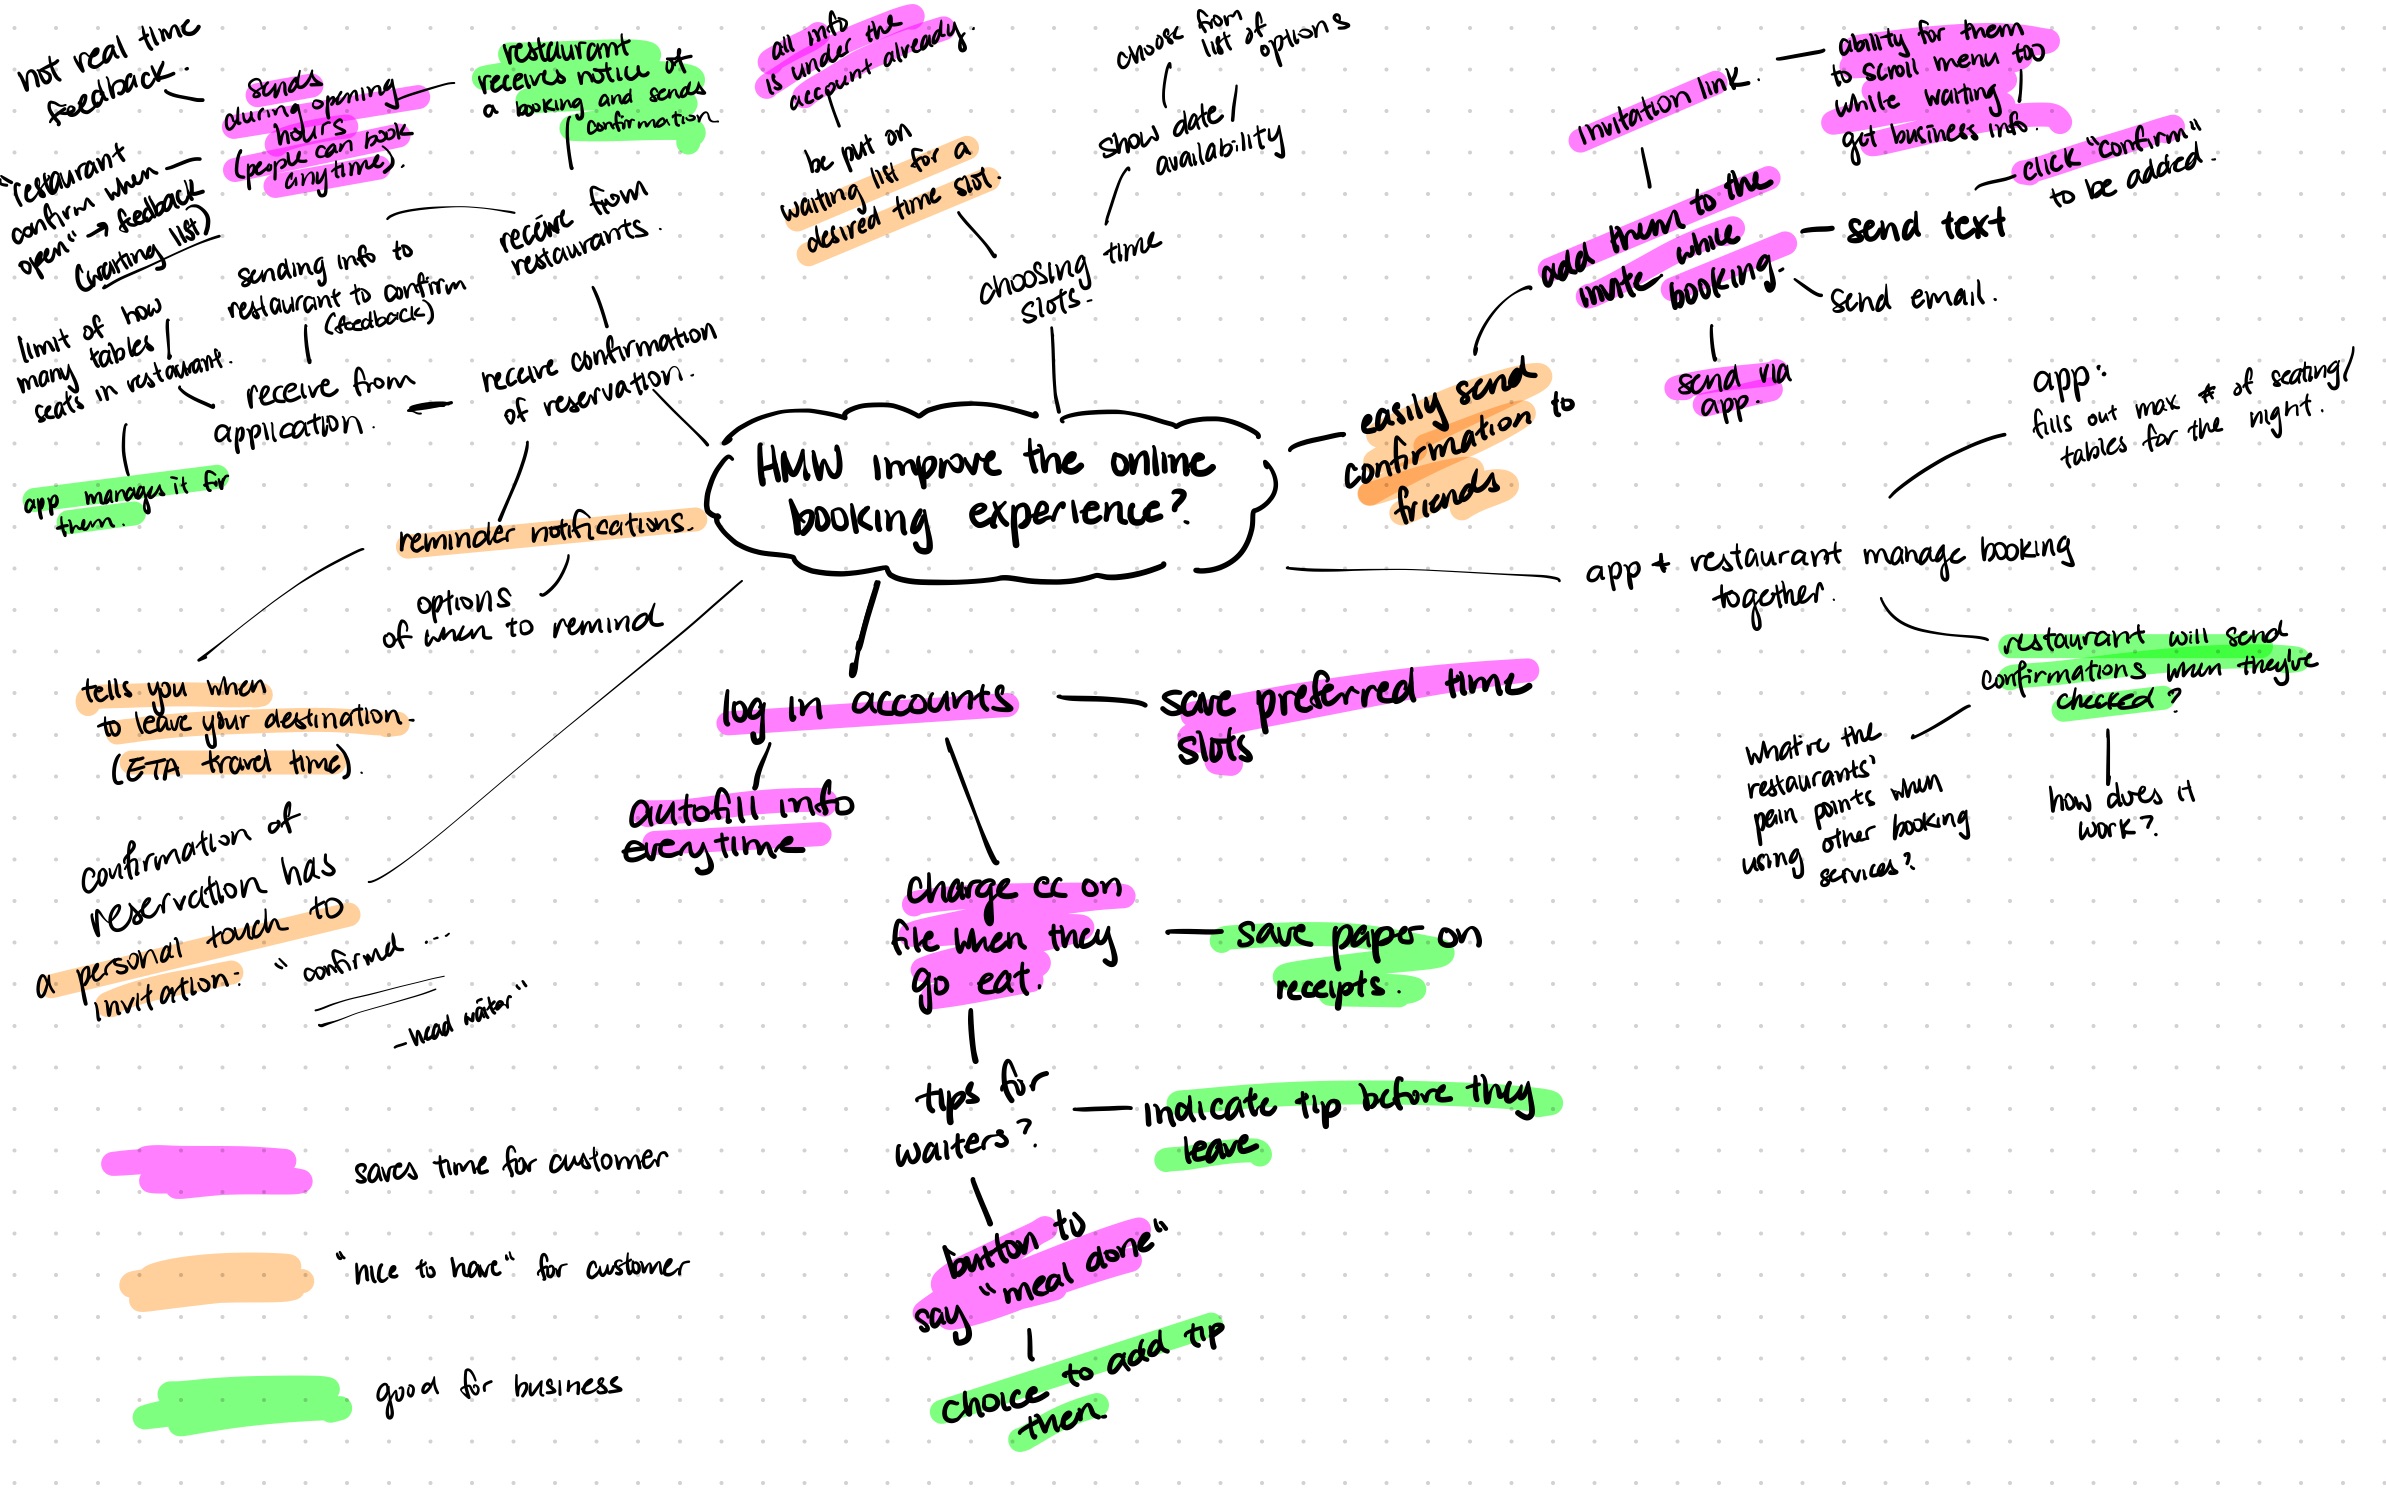 not real time
feedback.
"restaurant
confirm when
open" → feedback
(waiting list)
sends
during opening
hours
(people can book
anytime).
restaurant
receives notice of
a booking and sends
confirmation
receive from
restaurants.
sending info to
restaurant to confirm
(feedback)
limit of how
many tables /
seats in restaurant.
app manages it for
them.
receive from
application.
receive confirmation
of reservation.
reminder notifications.
options
of when to remind
tells you when
to leave your destination.
(ETA travel time).
confirmation of
reservation has
a personal touch to
invitation: "confirmed ...
- head waiter"
all info
is under the
account already.
be put on
waiting list for a
desired time slot.
choose from
list of
options
show date/
availability
choosing time
slots.
HMW improve the online
booking experience?
log in accounts
save preferred time
slots
autofill info
everytime
charge cc on
file when they
go eat.
save paper on
receipts.
tips for
waiters?
indicate tip before they
leave
button to
say "meal done"
choice to add tip
then.
easily send
confirmation to
friends
add them to the
invite while
booking.
invitation link.
ability for them
to scroll menu too
while waiting
get business info.
click "confirm"
to be added.
send text
send email.
send via
app.
app + restaurant manage booking
together.
app:
fills out max # of seating/
tables for the night.
restaurant will send
confirmations when they've
checked?
what're the
restaurants'
pain points when
using other booking
services?
how does it
work?
saves time for customer
"nice to have" for customer
good for business